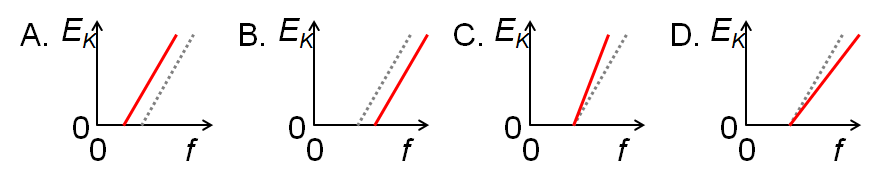 A. E_K 0 0 f
B. E_K 0 0 f
C. E_K 0 0 f
D. E_K 0 0 f